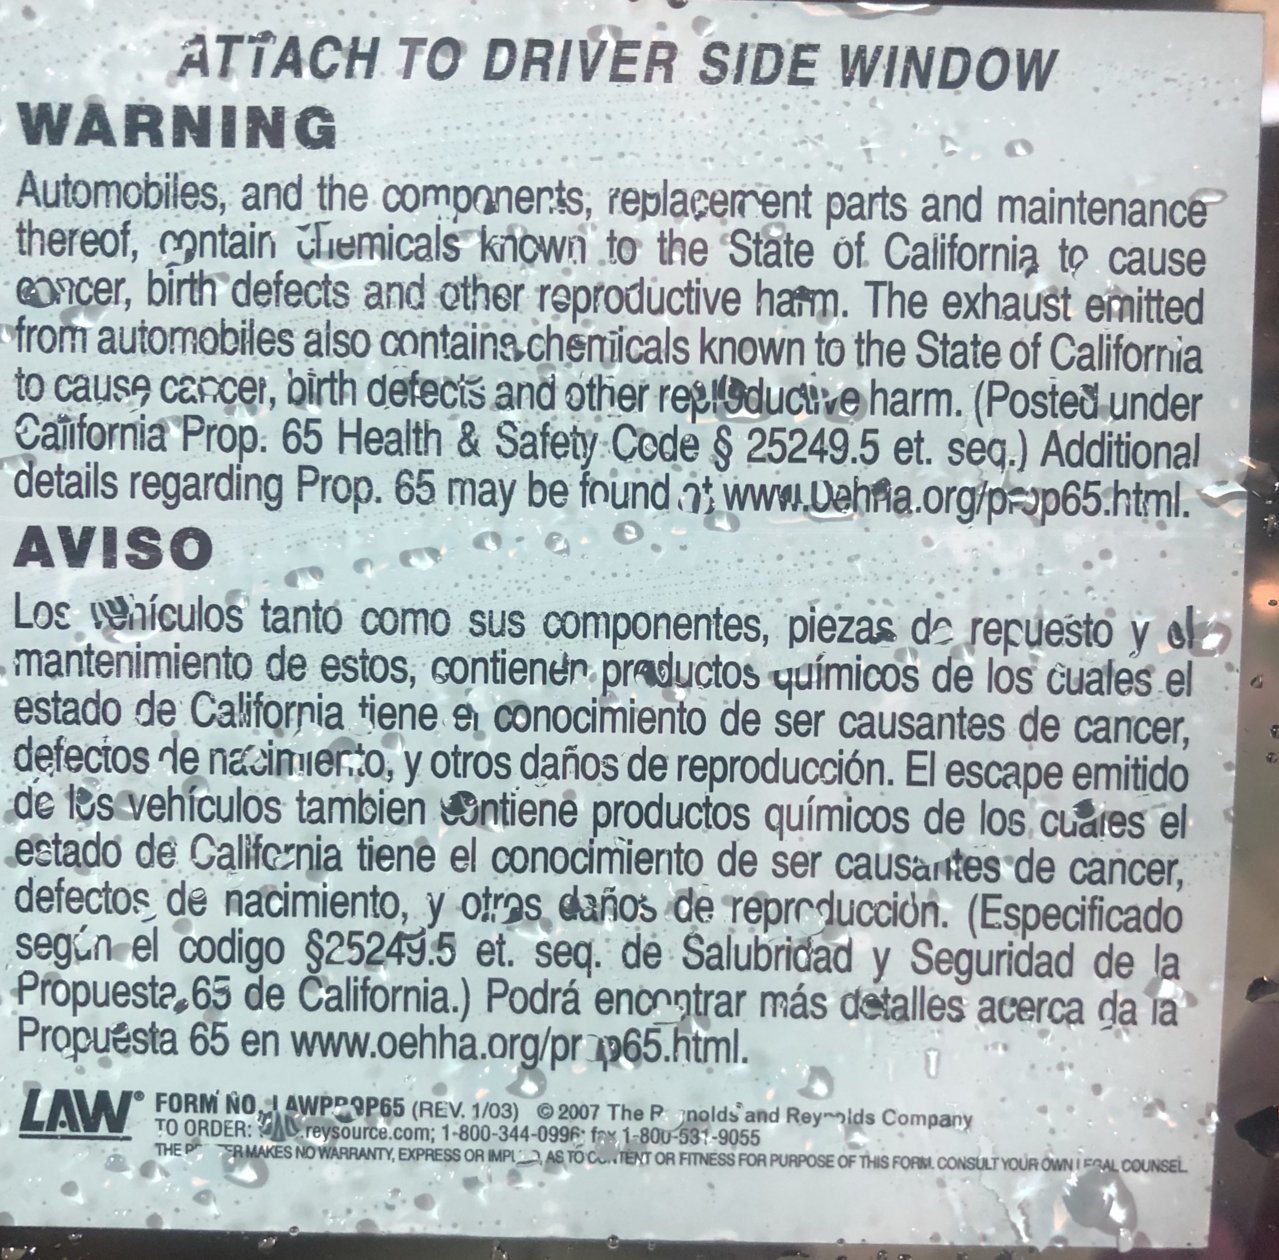 ATTACH TO DRIVER SIDE WINDOW
WARNING
Automobiles, and the components, replacement parts and maintenance
thereof, contain chemicals known to the State of California to cause
cancer, birth defects and other reproductive harm. The exhaust emitted
from automobiles also contains chemicals known to the State of California
to cause cancer, birth defects and other reproductive harm. (Posted under
California Prop. 65 Health & Safety Code § 25249.5 et. seq.) Additional
details regarding Prop. 65 may be found at www.oehha.org/prop65.html.
AVISO
Los vehículos tanto como sus componentes, piezas de repuesto y el
mantenimiento de estos, contienen productos químicos de los cuales el
estado de California tiene el conocimiento de ser causantes de cancer,
defectos de nacimiento, y otros daños de reproducción. El escape emitido
de los vehículos tambien contiene productos químicos de los cuales el
estado de California tiene el conocimiento de ser causantes de cancer,
defectos de nacimiento, y otros daños de reproducción. (Especificado
según el codigo §25249.5 et. seq. de Salubridad y Seguridad de la
Propuesta 65 de California.) Podrá encontrar más detalles acerca da la
Propuesta 65 en www.oehha.org/prop65.html.
LAW® FORM NO. LAWPROP65 (REV. 1/03) © 2007 The Reynolds and Reynolds Company
TO ORDER: reysource.com; 1-800-344-0996; fax 1-800-531-9055
THE PRINTER MAKES NO WARRANTY, EXPRESS OR IMPLIED, AS TO CONTENT OR FITNESS FOR PURPOSE OF THIS FORM. CONSULT YOUR OWN LEGAL COUNSEL.